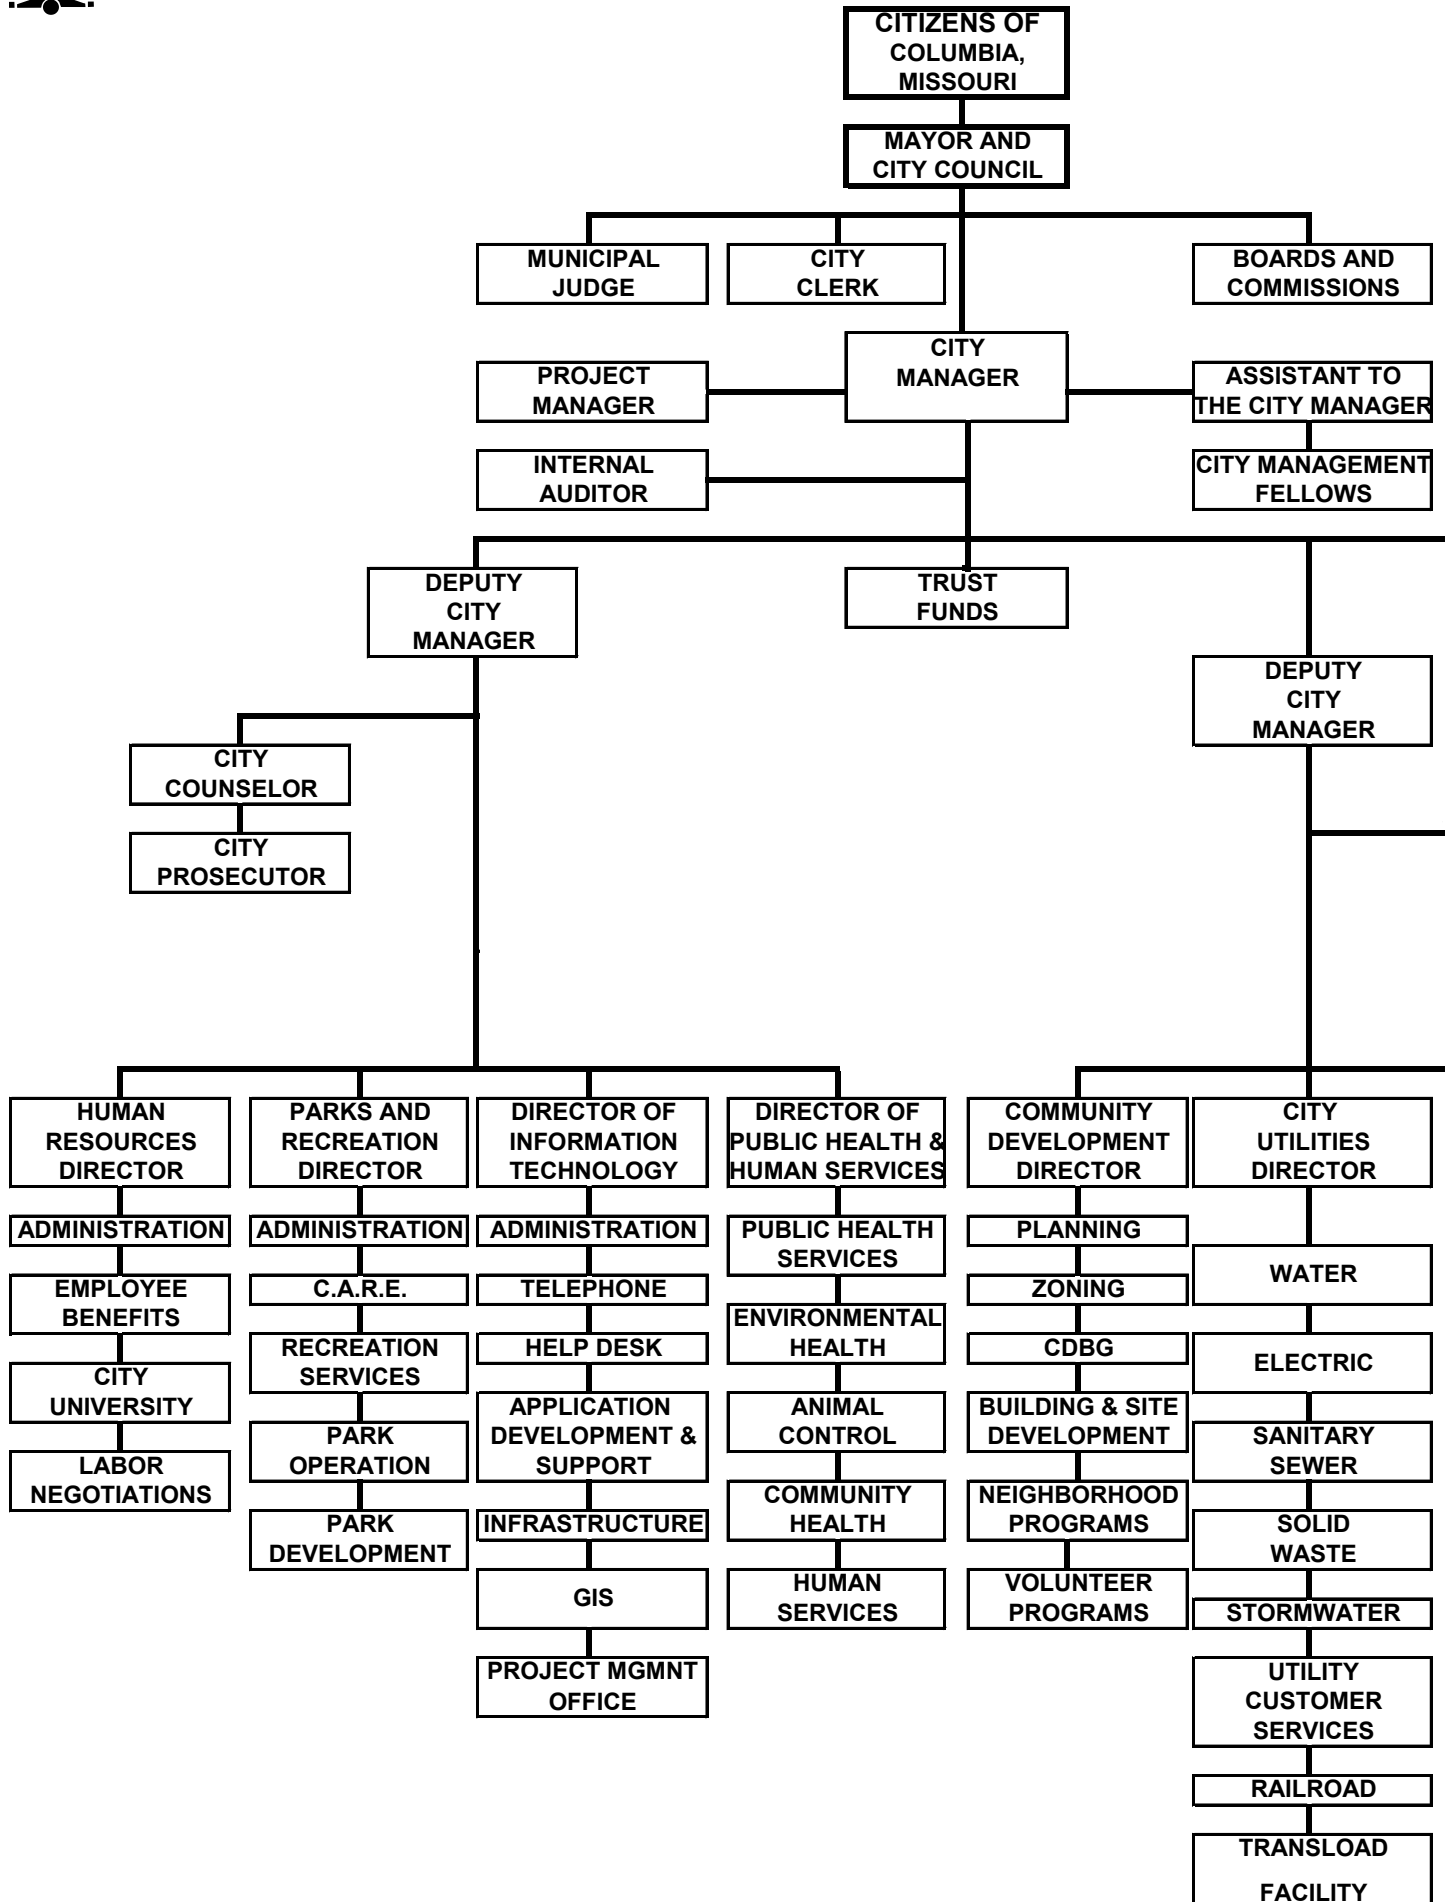 CITIZENS OF
COLUMBIA,
MISSOURI
MAYOR AND
CITY COUNCIL
MUNICIPAL
JUDGE
CITY
CLERK
BOARDS AND
COMMISSIONS
CITY
MANAGER
PROJECT
MANAGER
ASSISTANT TO
THE CITY MANAGER
INTERNAL
AUDITOR
CITY MANAGEMENT
FELLOWS
DEPUTY
CITY
MANAGER
TRUST
FUNDS
DEPUTY
CITY
MANAGER
CITY
COUNSELOR
CITY
PROSECUTOR
HUMAN
RESOURCES
DIRECTOR
ADMINISTRATION
EMPLOYEE
BENEFITS
CITY
UNIVERSITY
LABOR
NEGOTIATIONS
PARKS AND
RECREATION
DIRECTOR
ADMINISTRATION
C.A.R.E.
RECREATION
SERVICES
PARK
OPERATION
PARK
DEVELOPMENT
DIRECTOR OF
INFORMATION
TECHNOLOGY
ADMINISTRATION
TELEPHONE
HELP DESK
APPLICATION
DEVELOPMENT &
SUPPORT
INFRASTRUCTURE
GIS
PROJECT MGMNT
OFFICE
DIRECTOR OF
PUBLIC HEALTH &
HUMAN SERVICES
PUBLIC HEALTH
SERVICES
ENVIRONMENTAL
HEALTH
ANIMAL
CONTROL
COMMUNITY
HEALTH
HUMAN
SERVICES
COMMUNITY
DEVELOPMENT
DIRECTOR
PLANNING
ZONING
CDBG
BUILDING & SITE
DEVELOPMENT
NEIGHBORHOOD
PROGRAMS
VOLUNTEER
PROGRAMS
CITY
UTILITIES
DIRECTOR
WATER
ELECTRIC
SANITARY
SEWER
SOLID
WASTE
STORMWATER
UTILITY
CUSTOMER
SERVICES
RAILROAD
TRANSLOAD
FACILITY